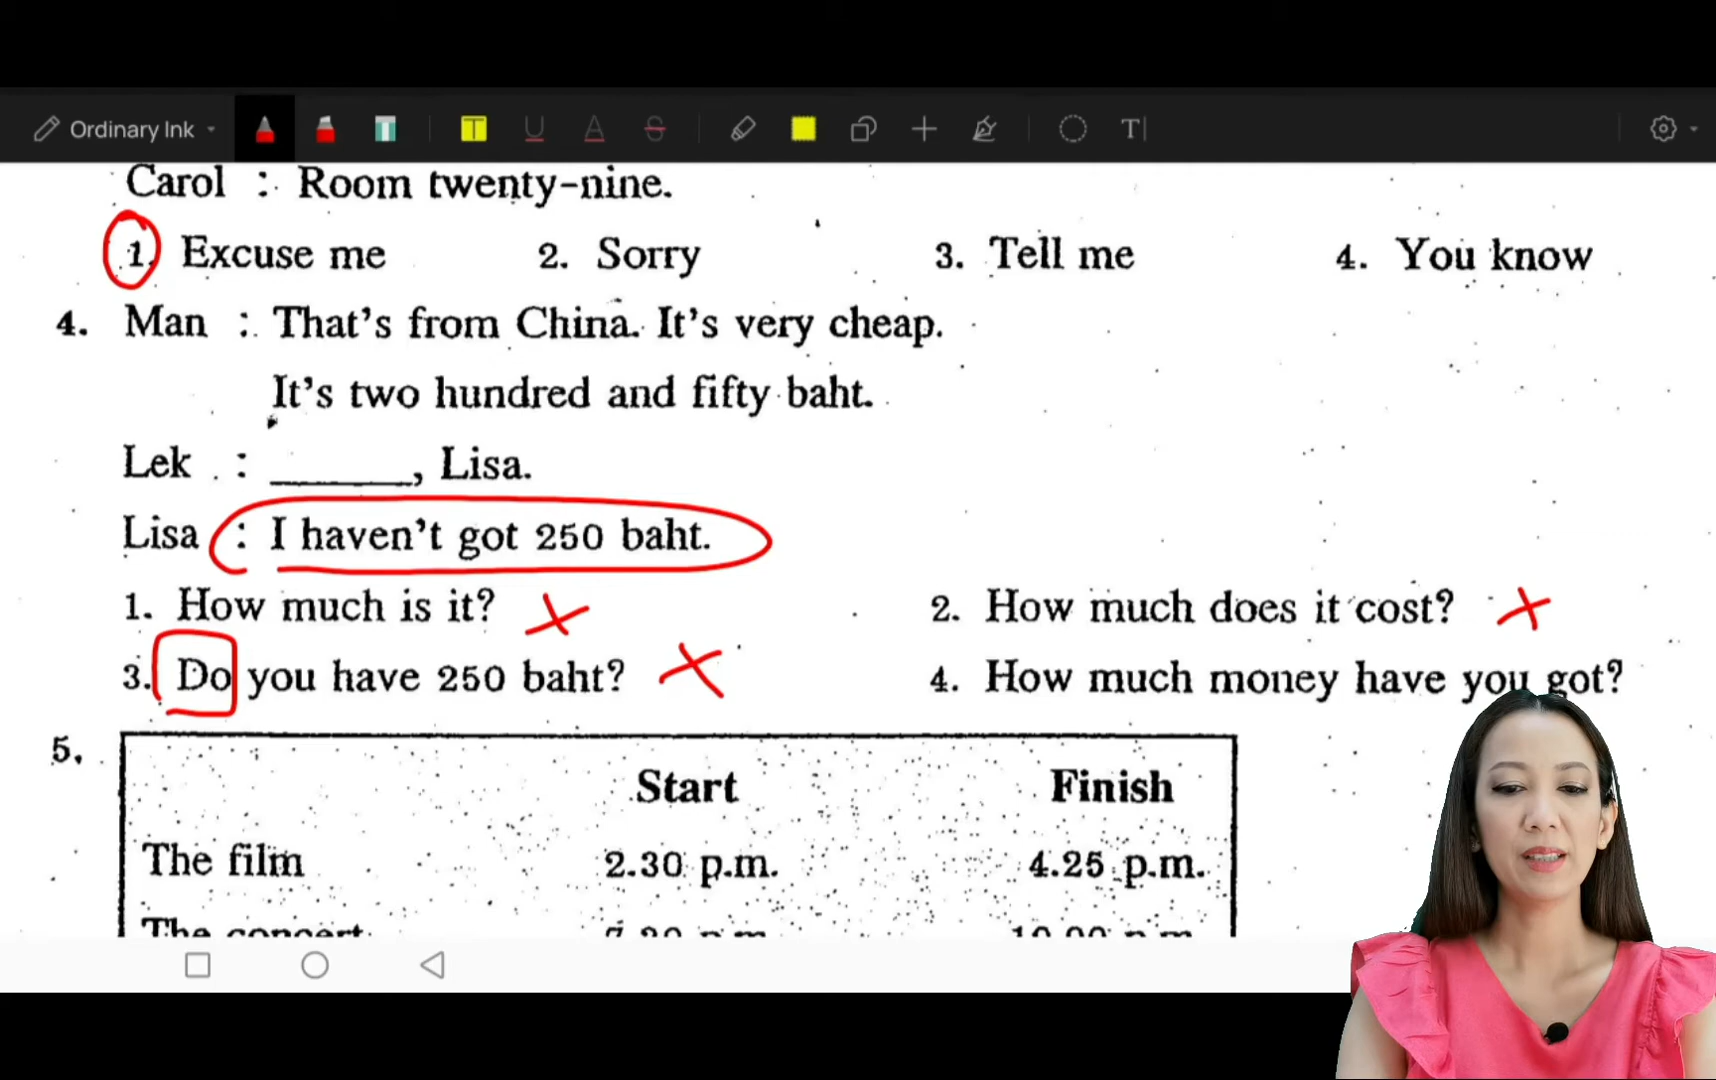 Ordinary Ink
Carol : Room twenty-nine.
1. Excuse me 2. Sorry 3. Tell me 4. You know
4. Man : That's from China. It's very cheap.
It's two hundred and fifty baht.
Lek : ______, Lisa.
Lisa : I haven't got 250 baht.
1. How much is it? 2. How much does it cost?
3. Do you have 250 baht? 4. How much money have you got?
5.
Start Finish
The film 2.30 p.m. 4.25 p.m.
The concert